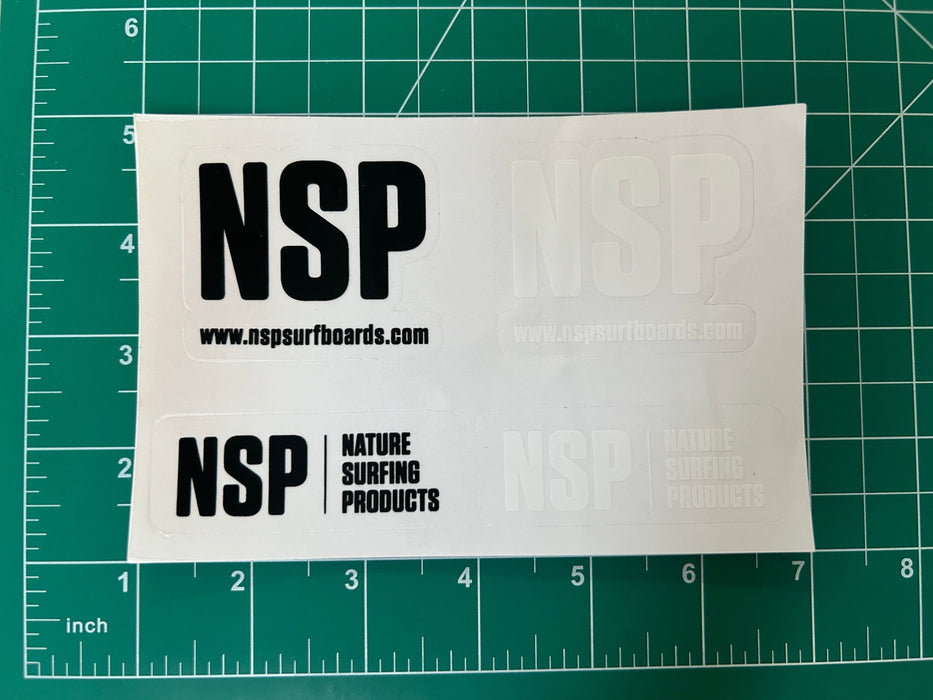 6
5
NSP
NSP
4
www.nspsurfboards.com
www.nspsurfboards.com
3
NSP
NATURE
SURFING
PRODUCTS
NSP
NATURE
SURFING
PRODUCTS
2
1 2 3 4 5 6 7 8
inch